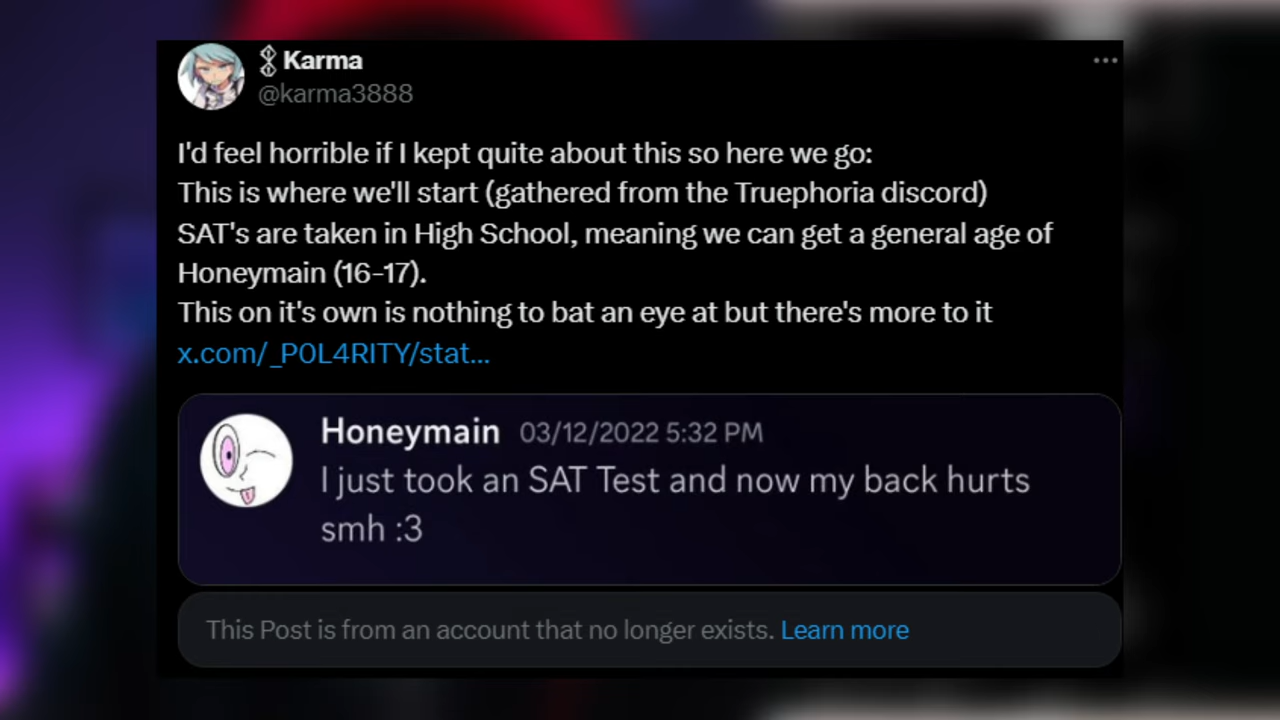 Karma
@karma3888
I'd feel horrible if I kept quite about this so here we go:
This is where we'll start (gathered from the Truephoria discord)
SAT's are taken in High School, meaning we can get a general age of
Honeymain (16-17).
This on it's own is nothing to bat an eye at but there's more to it
x.com/_P0L4RITY/stat...
Honeymain 03/12/2022 5:32 PM
I just took an SAT Test and now my back hurts
smh :3
This Post is from an account that no longer exists. Learn more